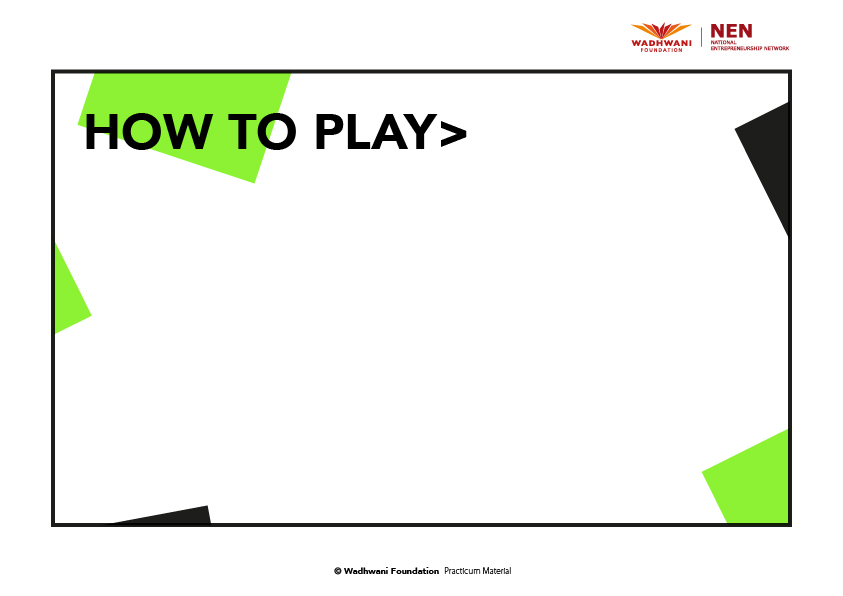 WADHWANI
FOUNDATION
NEN
NATIONAL
ENTREPRENEURSHIP NETWORK
HOW TO PLAY>
© Wadhwani Foundation Practicum Material